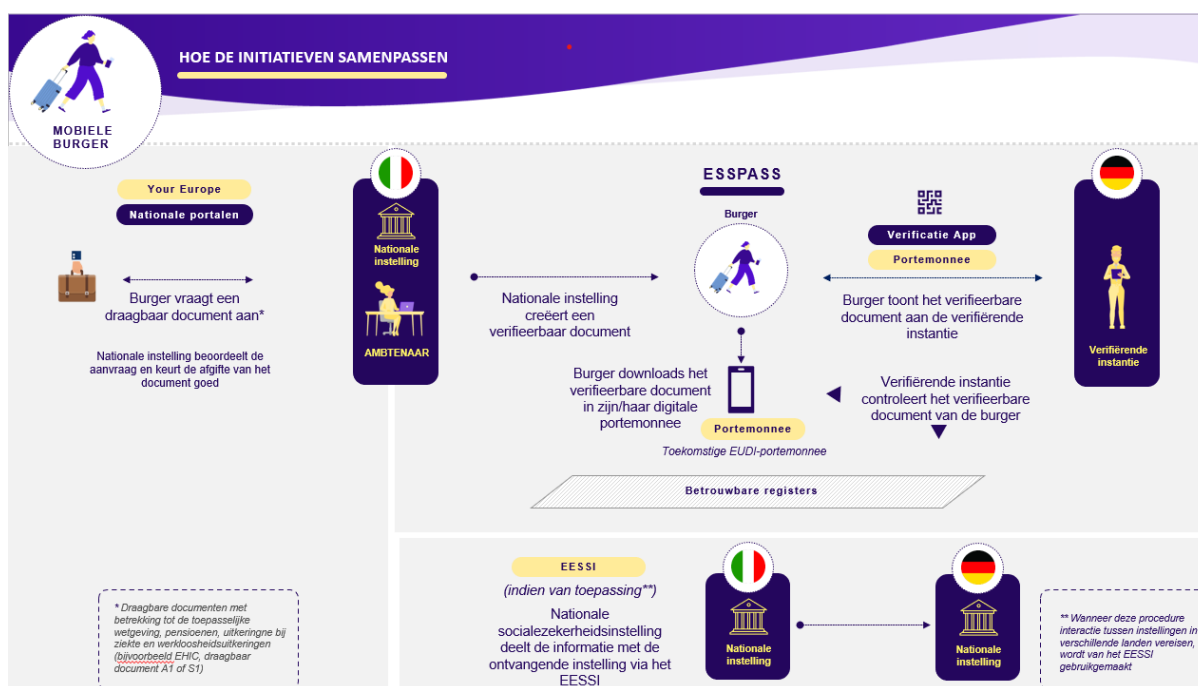 HOE DE INITIATIEVEN SAMENPASSEN
MOBIELE
BURGER
Your Europe
Nationale portalen
Burger vraagt een
draagbaar document aan*
Nationale instelling beoordeelt de
aanvraag en keurt de afgifte van het
document goed
Nationale
instelling
AMBTENAAR
Nationale instelling
creëert een
verifieerbaar document
ESSPASS
Burger
Burger downloads het
verifieerbare document
in zijn/haar digitale
portemonnee
Portemonnee
Toekomstige EUDI-portemonnee
Verificatie App
Portemonnee
Burger toont het verifieerbare
document aan de verifiërende
instantie
Verifiërende instantie
controleert het verifieerbare
document van de burger
Verifiërende
instantie
Betrouwbare registers
* Draagbare documenten met
betrekking tot de toepasselijke
wetgeving, pensioenen, uitkeringne bij
ziekte en werkloosheidsuitkeringen
(bijvoorbeeld EHIC, draagbaar
document A1 of S1)
EESSI
(indien van toepassing**)
Nationale
socialezekerheidsinstelling
deelt de informatie met de
ontvangende instelling via het
EESSI
Nationale
instelling
Nationale
instelling
** Wanneer deze procedure
interactie tussen instellingen in
verschillende landen vereisen,
wordt van het EESSI
gebruikgemaakt